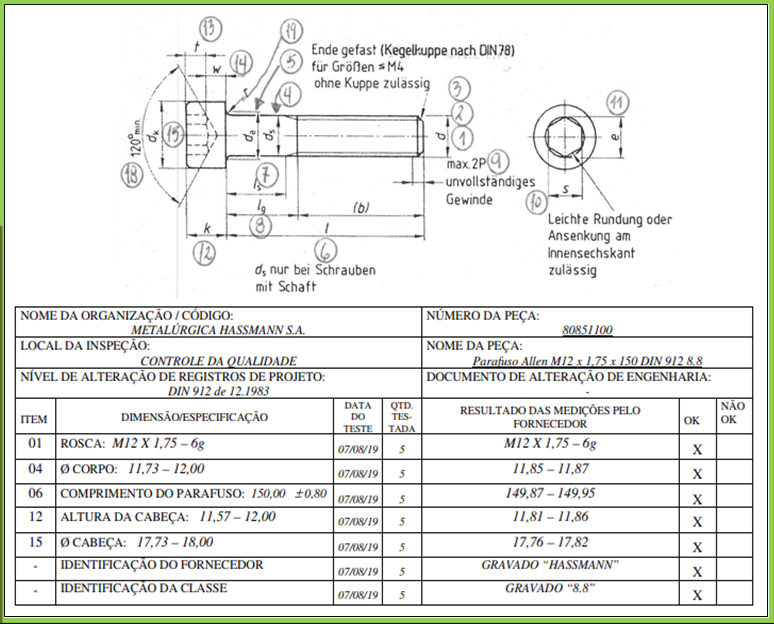 13
19
t
Ende gefast (Kegelkuppe nach DIN 78)
w
14
5
für Größen ≤ M4
r
ohne Kuppe zulässig
4
3
11
2
120° min.
dk
15
da
ds
d
1
e
18
max. 2P
9
7
unvollständiges
ls
Gewinde
s
10
lg
(b)
Leichte Rundung oder
8
k
l
Ansenkung am
12
6
Innensechskant
ds nur bei Schrauben
zulässig
mit Schaft
NOME DA ORGANIZAÇÃO / CÓDIGO:
METALÚRGICA HASSMANN S.A.
NÚMERO DA PEÇA:
80851100
LOCAL DA INSPEÇÃO:
CONTROLE DA QUALIDADE
NOME DA PEÇA:
Parafuso Allen M12 x 1,75 x 150 DIN 912 8.8
NÍVEL DE ALTERAÇÃO DE REGISTROS DE PROJETO:
DIN 912 de 12.1983
DOCUMENTO DE ALTERAÇÃO DE ENGENHARIA:
-
ITEM
DIMENSÃO/ESPECIFICAÇÃO
DATA
DO
TESTE
QTD.
TES-
TADA
RESULTADO DAS MEDIÇÕES PELO
FORNECEDOR
OK
NÃO
OK
01 ROSCA: M12 X 1,75 – 6g 07/08/19 5 M12 X 1,75 – 6g X
04 Ø CORPO: 11,73 – 12,00 07/08/19 5 11,85 – 11,87 X
06 COMPRIMENTO DO PARAFUSO: 150,00 ±0,80 07/08/19 5 149,87 – 149,95 X
12 ALTURA DA CABEÇA: 11,57 – 12,00 07/08/19 5 11,81 – 11,86 X
15 Ø CABEÇA: 17,73 – 18,00 07/08/19 5 17,76 – 17,82 X
- IDENTIFICAÇÃO DO FORNECEDOR 07/08/19 5 GRAVADO “HASSMANN” X
- IDENTIFICAÇÃO DA CLASSE 07/08/19 5 GRAVADO “8.8” X